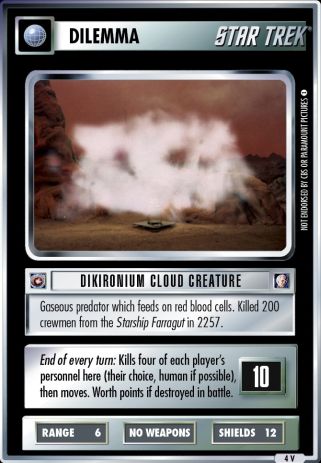 DILEMMA
STAR TREK
NOT ENDORSED BY CBS OR PARAMOUNT PICTURES
DIKIRONIUM CLOUD CREATURE
Gaseous predator which feeds on red blood cells. Killed 200
crewmen from the Starship Farragut in 2257.
End of every turn: Kills four of each player's
personnel here (their choice, human if possible),
then moves. Worth points if destroyed in battle.
10
RANGE 6
NO WEAPONS
SHIELDS 12
4 V